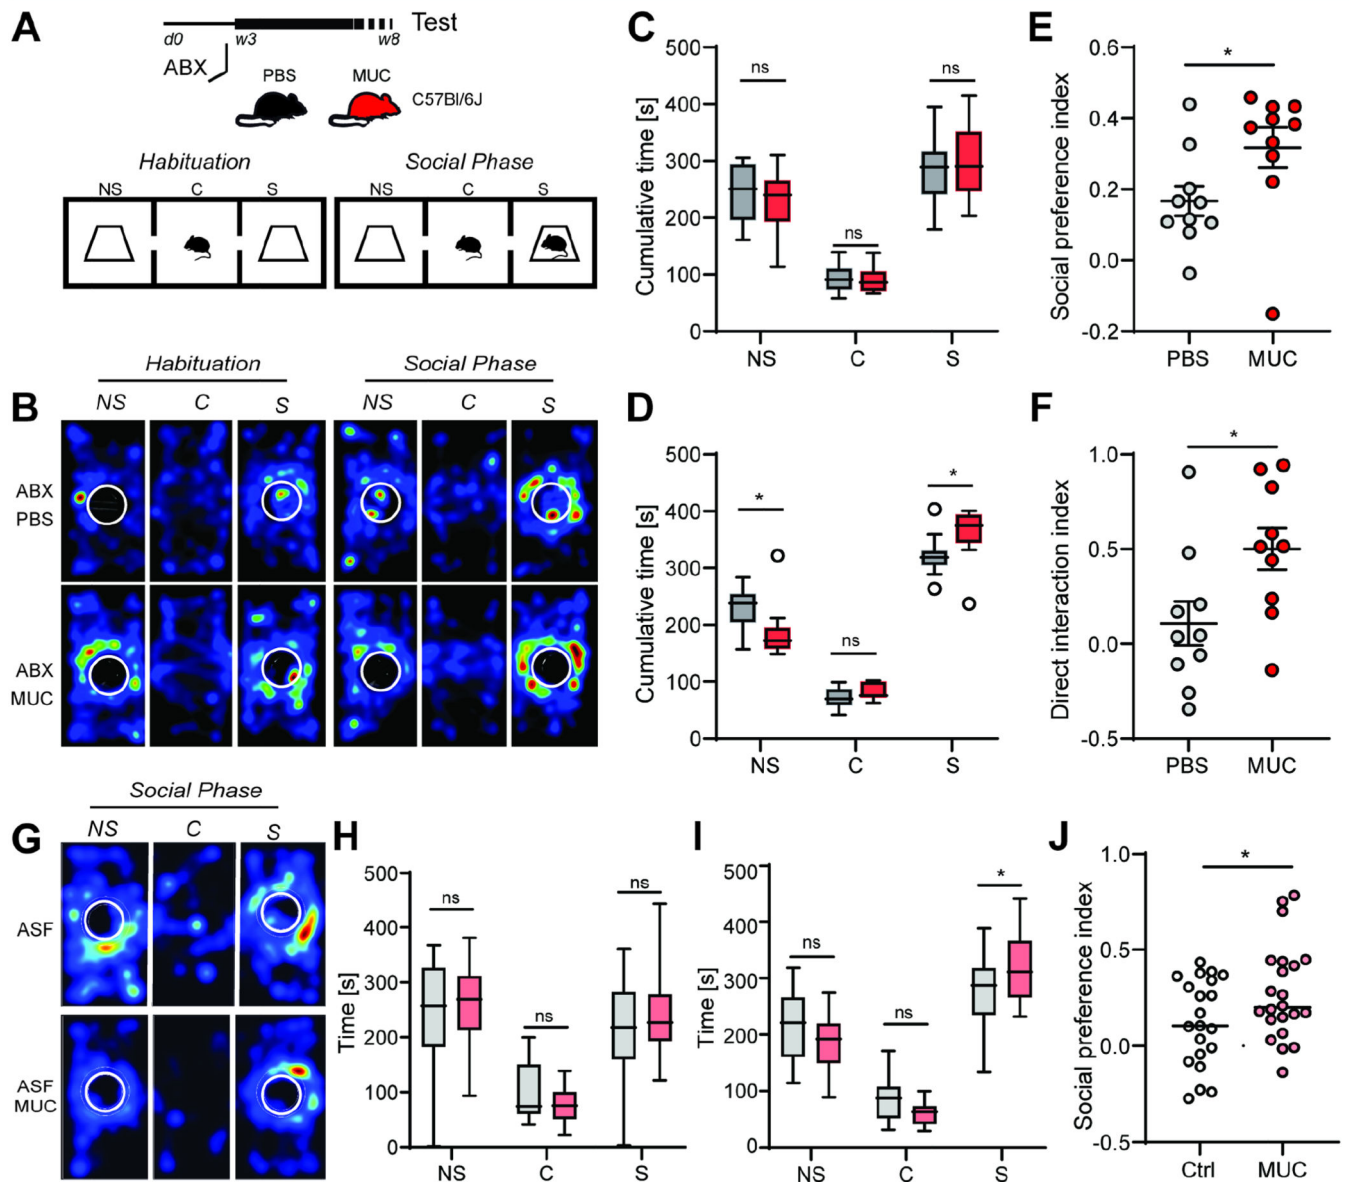 A
Test
d0 w3 w8
ABX
PBS MUC
C57Bl/6J
Habituation Social Phase
NS C S NS C S
B
Habituation Social Phase
NS C S NS C S
ABX
PBS
ABX
MUC
C
Cumulative time [s]
500
400
300
200
100
0
ns
ns
ns
NS C S
D
Cumulative time [s]
500
400
300
200
100
0
*
ns
*
NS C S
E
Social preference index
0.6
0.4
0.2
0.0
-0.2
*
PBS MUC
F
Direct interaction index
1.0
0.5
0.0
-0.5
*
PBS MUC
G
Social Phase
NS C S
ASF
ASF
MUC
H
Time [s]
500
400
300
200
100
0
ns
ns
ns
NS C S
I
Time [s]
500
400
300
200
100
0
ns
ns
*
NS C S
J
Social preference index
1.0
0.5
0.0
-0.5
*
Ctrl MUC